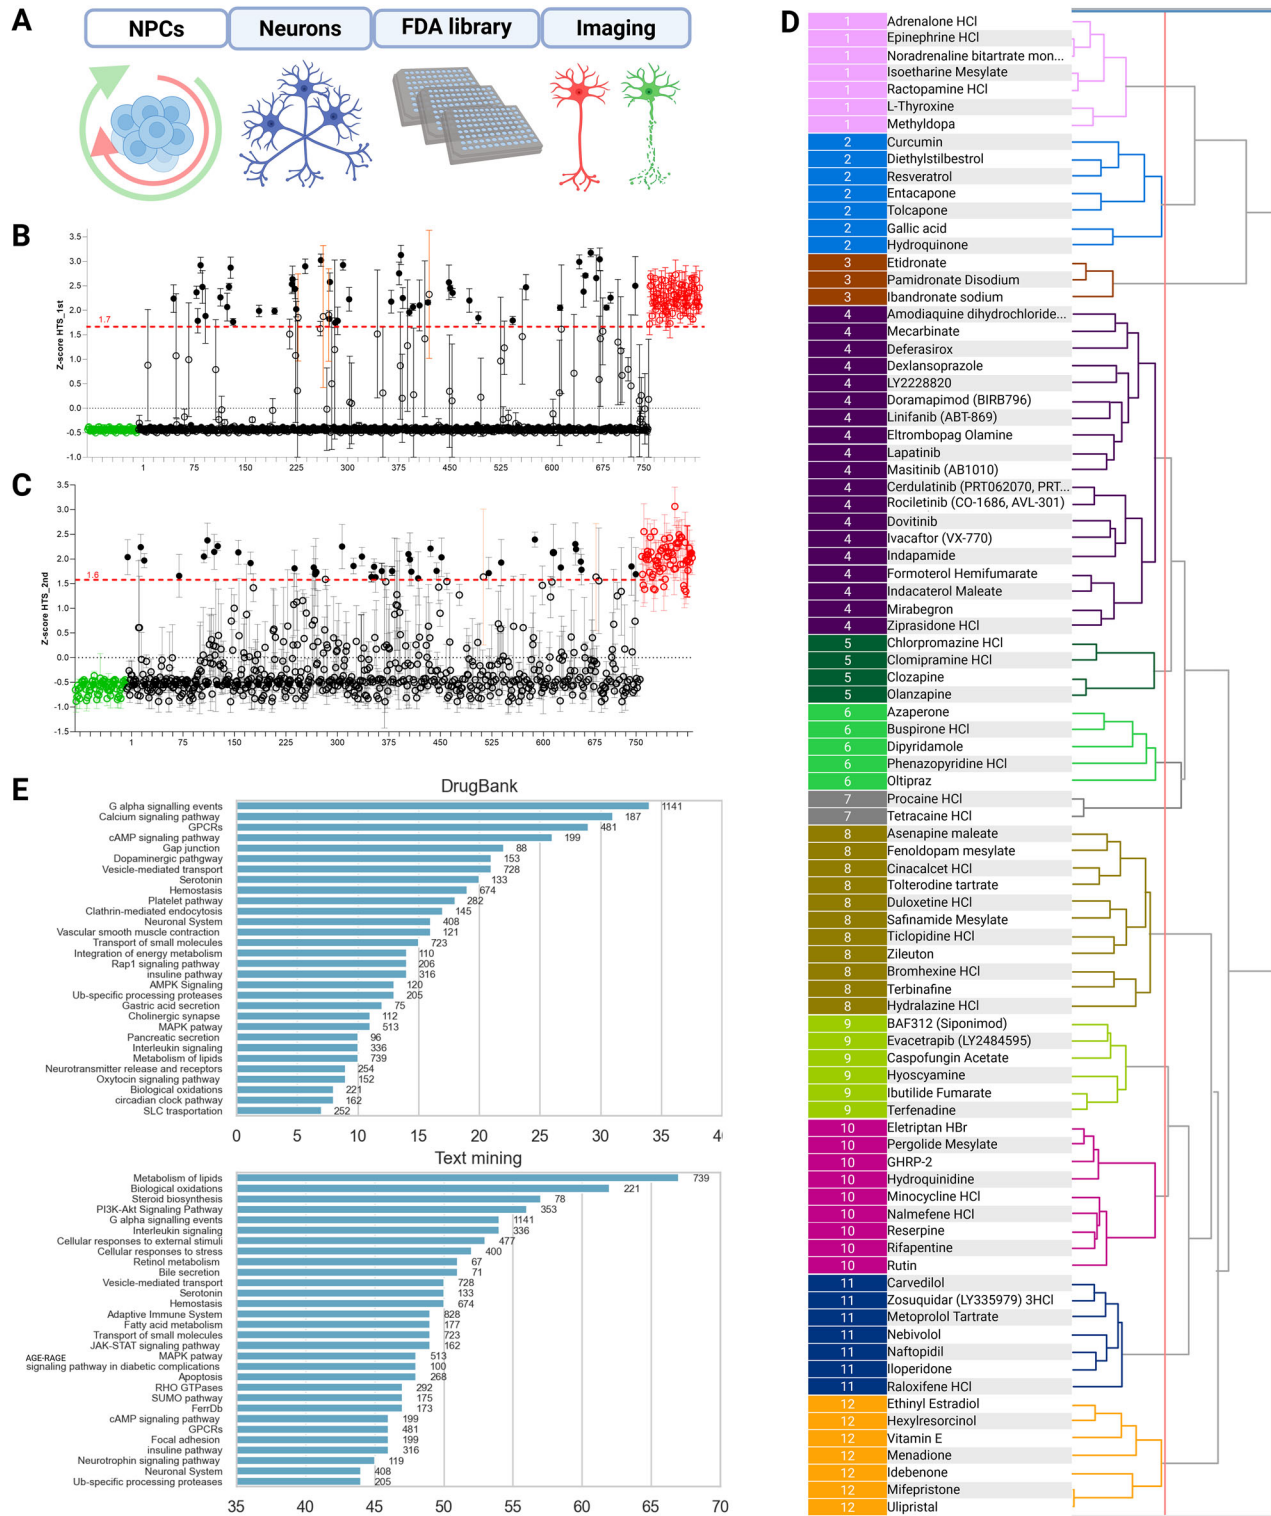 A
NPCs
Neurons
FDA library
Imaging
B
Z-score HTS_1st
3.5
3.0
2.5
2.0
1.5
1.0
0.5
0.0
-0.5
-1.0
1.7
1 75 150 225 300 375 450 525 600 675 750
C
Z-score HTS_2nd
3.5
3.0
2.5
2.0
1.5
1.0
0.5
0.0
-0.5
-1.0
-1.5
1.6
1 75 150 225 300 375 450 525 600 675 750
E
DrugBank
G alpha signalling events 1141
Calcium signaling pathway 187
GPCRs 481
cAMP signaling pathway 199
Gap junction 88
Dopaminergic pathgway 153
Vesicle-mediated transport 728
Serotonin 133
Hemostasis 674
Platelet pathway 282
Clathrin-mediated endocytosis 145
Neuronal System 408
Vascular smooth muscle contraction 121
Transport of small molecules 723
Integration of energy metabolism 110
Rap1 signaling pathway 206
insuline pathway 316
AMPK Signaling 120
Ub-specific processing proteases 205
Gastric acid secretion 75
Cholinergic synapse 112
MAPK patway 513
Pancreatic secretion 96
Interleukin signaling 336
Metabolism of lipids 739
Neurotransmitter release and receptors 254
Oxytocin signaling pathway 152
Biological oxidations 221
circadian clock pathway 162
SLC trasportation 252
0 5 10 15 20 25 30 35
Text mining
Metabolism of lipids 739
Biological oxidations 221
Steroid biosynthesis 78
PI3K-Akt Signaling Pathway 353
G alpha signalling events 1141
Interleukin signaling 336
Cellular responses to external stimuli 477
Cellular responses to stress 400
Retinol metabolism 67
Bile secretion 71
Vesicle-mediated transport 728
Serotonin 133
Hemostasis 674
Adaptive Immune System 828
Fatty acid metabolism 177
Transport of small molecules 723
JAK-STAT signaling pathway 162
MAPK patway 513
AGE-RAGE
signaling pathway in diabetic complications 100
Apoptosis 268
RHO GTPases 292
SUMO pathway 175
FerrDb 173
cAMP signaling pathway 199
GPCRs 481
Focal adhesion 199
insuline pathway 316
Neurotrophin signaling pathway 119
Neuronal System 408
Ub-specific processing proteases 205
35 40 45 50 55 60 65 70
D
1 Adrenalone HCl
1 Epinephrine HCl
1 Noradrenaline bitartrate mon...
1 Isoetharine Mesylate
1 Ractopamine HCl
1 L-Thyroxine
1 Methyldopa
2 Curcumin
2 Diethylstilbestrol
2 Resveratrol
2 Entacapone
2 Tolcapone
2 Gallic acid
2 Hydroquinone
3 Etidronate
3 Pamidronate Disodium
3 Ibandronate sodium
4 Amodiaquine dihydrochloride...
4 Mecarbinate
4 Deferasirox
4 Dexlansoprazole
4 LY2228820
4 Doramapimod (BIRB796)
4 Linifanib (ABT-869)
4 Eltrombopag Olamine
4 Lapatinib
4 Masitinib (AB1010)
4 Cerdulatinib (PRT062070, PRT...
4 Rociletinib (CO-1686, AVL-301)
4 Dovitinib
4 Ivacaftor (VX-770)
4 Indapamide
4 Formoterol Hemifumarate
4 Indacaterol Maleate
4 Mirabegron
4 Ziprasidone HCl
5 Chlorpromazine HCl
5 Clomipramine HCl
5 Clozapine
5 Olanzapine
6 Azaperone
6 Buspirone HCl
6 Dipyridamole
6 Phenazopyridine HCl
6 Oltipraz
7 Procaine HCl
7 Tetracaine HCl
8 Asenapine maleate
8 Fenoldopam mesylate
8 Cinacalcet HCl
8 Tolterodine tartrate
8 Duloxetine HCl
8 Safinamide Mesylate
8 Ticlopidine HCl
8 Zileuton
8 Bromhexine HCl
8 Terbinafine
8 Hydralazine HCl
9 BAF312 (Siponimod)
9 Evacetrapib (LY2484595)
9 Caspofungin Acetate
9 Hyoscyamine
9 Ibutilide Fumarate
9 Terfenadine
10 Eletriptan HBr
10 Pergolide Mesylate
10 GHRP-2
10 Hydroquinidine
10 Minocycline HCl
10 Nalmefene HCl
10 Reserpine
10 Rifapentine
10 Rutin
11 Carvedilol
11 Zosuquidar (LY335979) 3HCl
11 Metoprolol Tartrate
11 Nebivolol
11 Naftopidil
11 Iloperidone
11 Raloxifene HCl
12 Ethinyl Estradiol
12 Hexylresorcinol
12 Vitamin E
12 Menadione
12 Idebenone
12 Mifepristone
12 Ulipristal